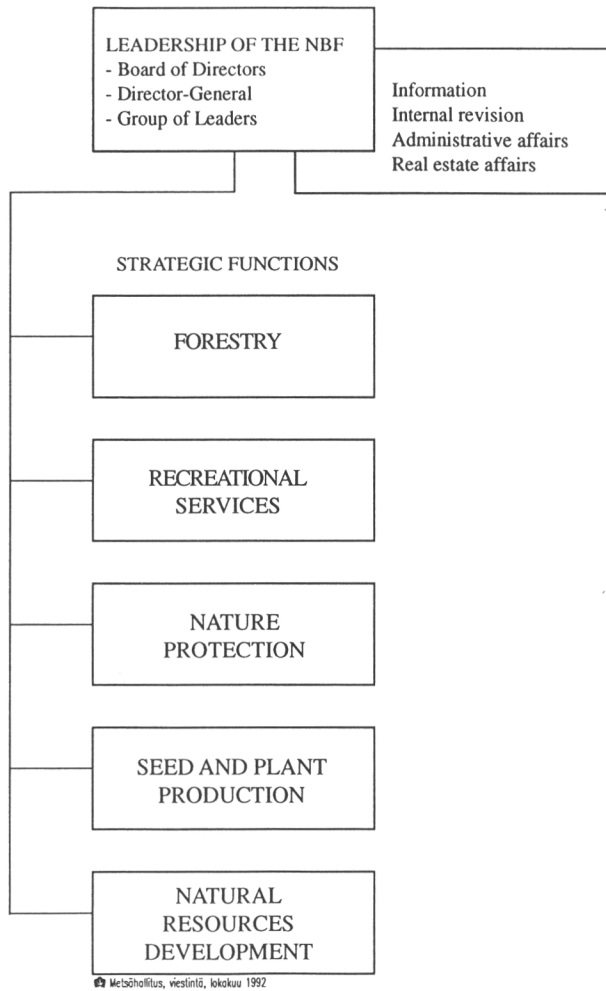 LEADERSHIP OF THE NBF
- Board of Directors
- Director-General
- Group of Leaders
Information
Internal revision
Administrative affairs
Real estate affairs
STRATEGIC FUNCTIONS
FORESTRY
RECREATIONAL
SERVICES
NATURE
PROTECTION
SEED AND PLANT
PRODUCTION
NATURAL
RESOURCES
DEVELOPMENT
Metsähallitus, viestintä, lokakuu 1992